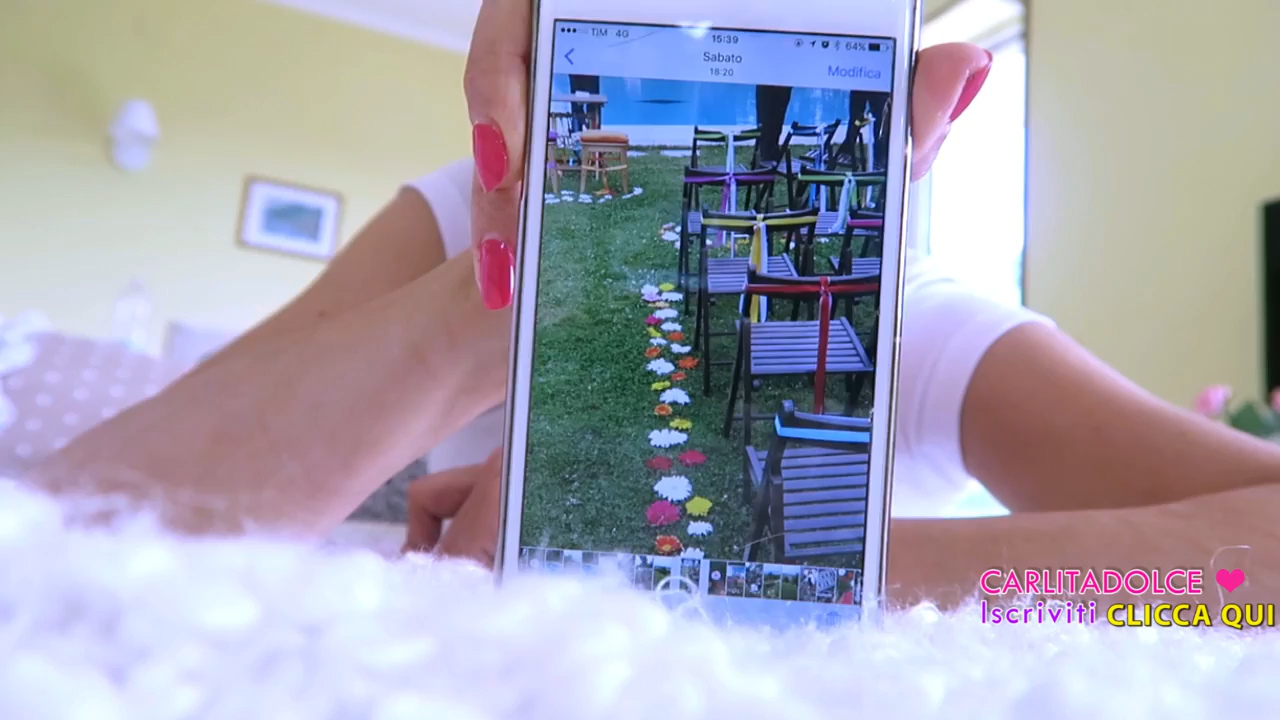 TIM 4G 15:39 64%
Sabato
18:20
Modifica
CARLITADOLCE
Iscriviti CLICCA QUI